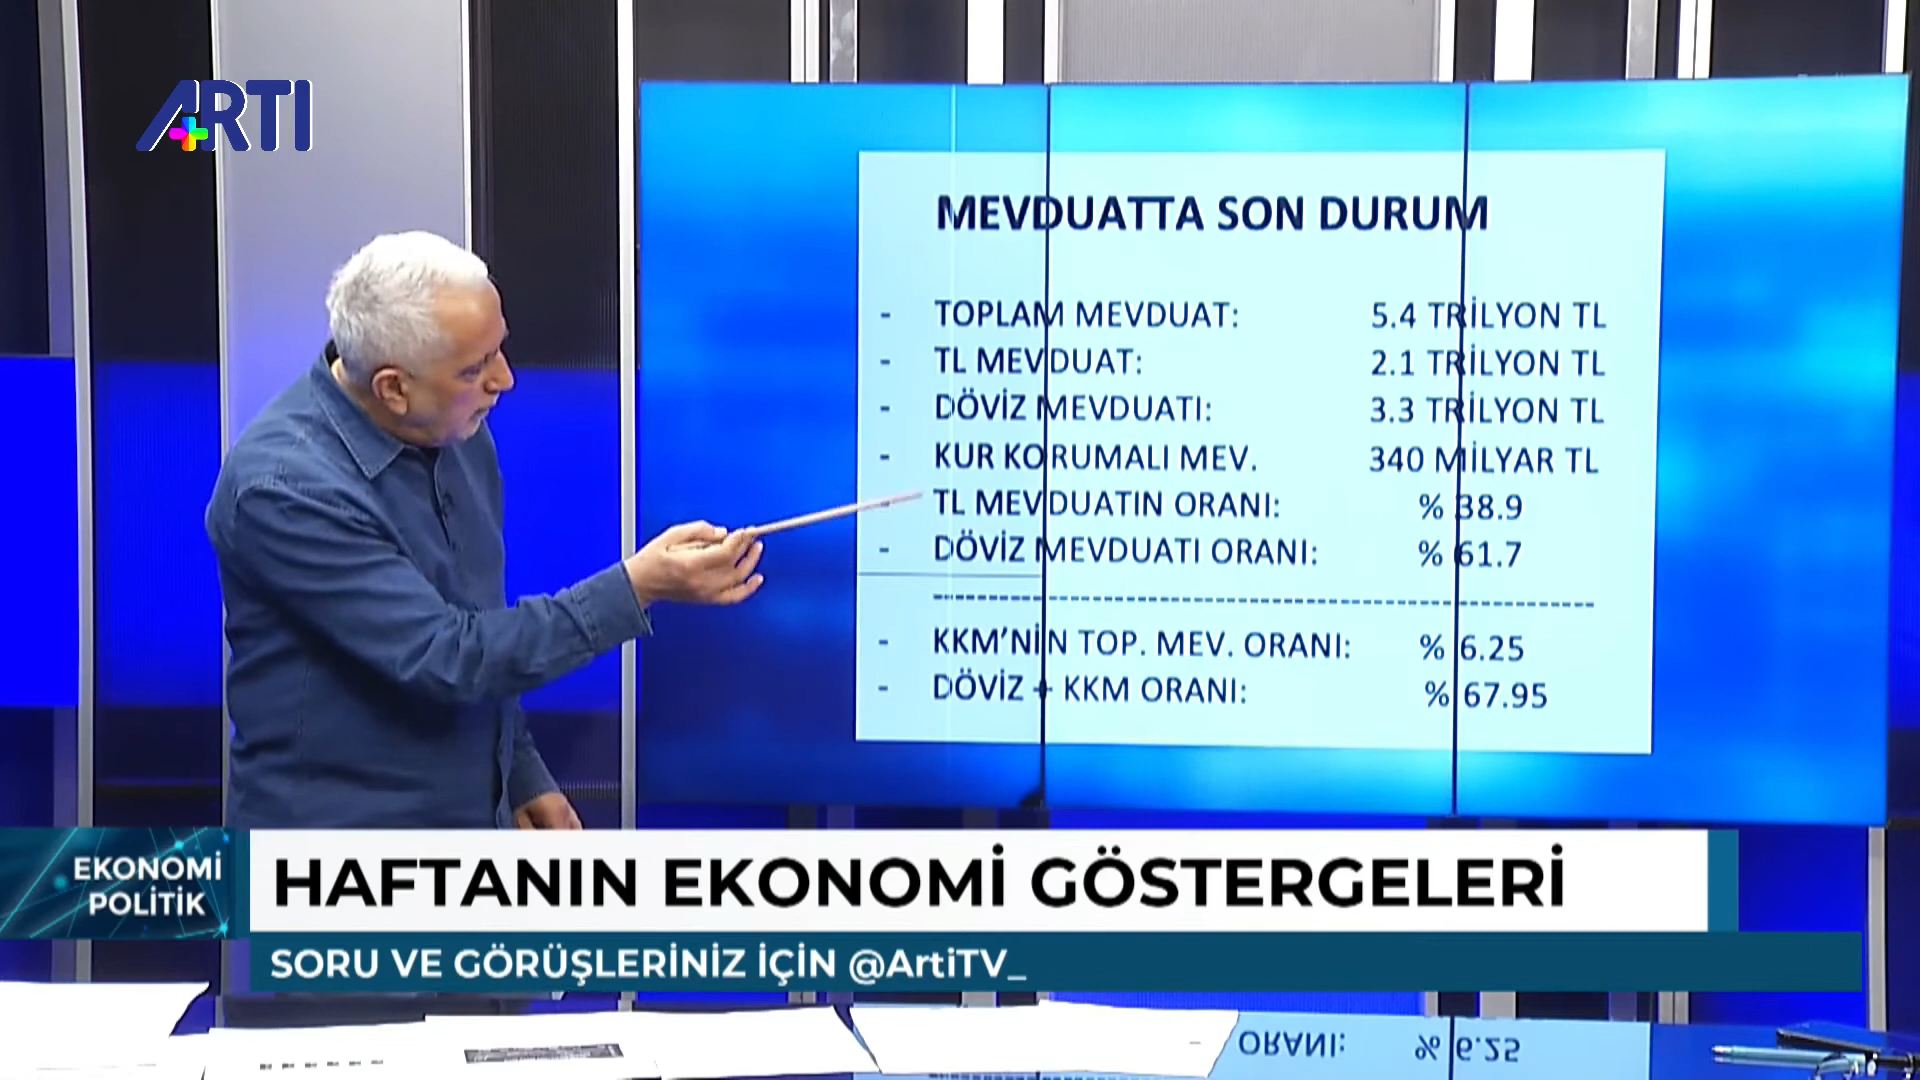 ARTI
MEVDUATTA SON DURUM
- TOPLAM MEVDUAT: 5.4 TRİLYON TL
- TL MEVDUAT: 2.1 TRİLYON TL
- DÖVİZ MEVDUATI: 3.3 TRİLYON TL
- KUR KORUMALI MEV. 340 MİLYAR TL
TL MEVDUATIN ORANI: % 38.9
- DÖVİZ MEVDUATI ORANI: % 61.7
- KKM'NİN TOP. MEV. ORANI: % 6.25
- DÖVİZ + KKM ORANI: % 67.95
EKONOMİ
POLİTİK
HAFTANIN EKONOMİ GÖSTERGELERİ
SORU VE GÖRÜŞLERİNİZ İÇİN @ArtiTV_
ORANI: % 6.25